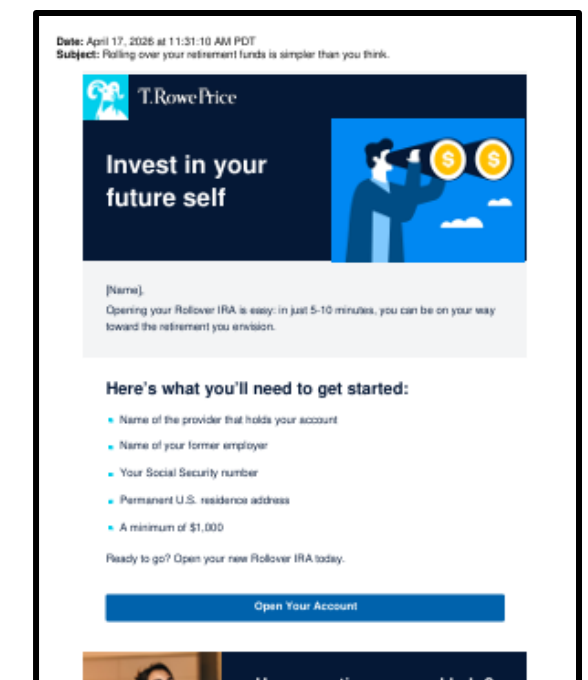 Date: April 17, 2026 at 11:31:10 AM PDT
Subject: Rolling over your retirement funds is simpler than you think.
T.RowePrice
Invest in your
future self
$ $
[Name],
Opening your Rollover IRA is easy: in just 5-10 minutes, you can be on your way
toward the retirement you envision.
Here's what you'll need to get started:
• Name of the provider that holds your account
• Name of your former employer
• Your Social Security number
• Permanent U.S. residence address
• A minimum of $1,000
Ready to go? Open your new Rollover IRA today.
Open Your Account